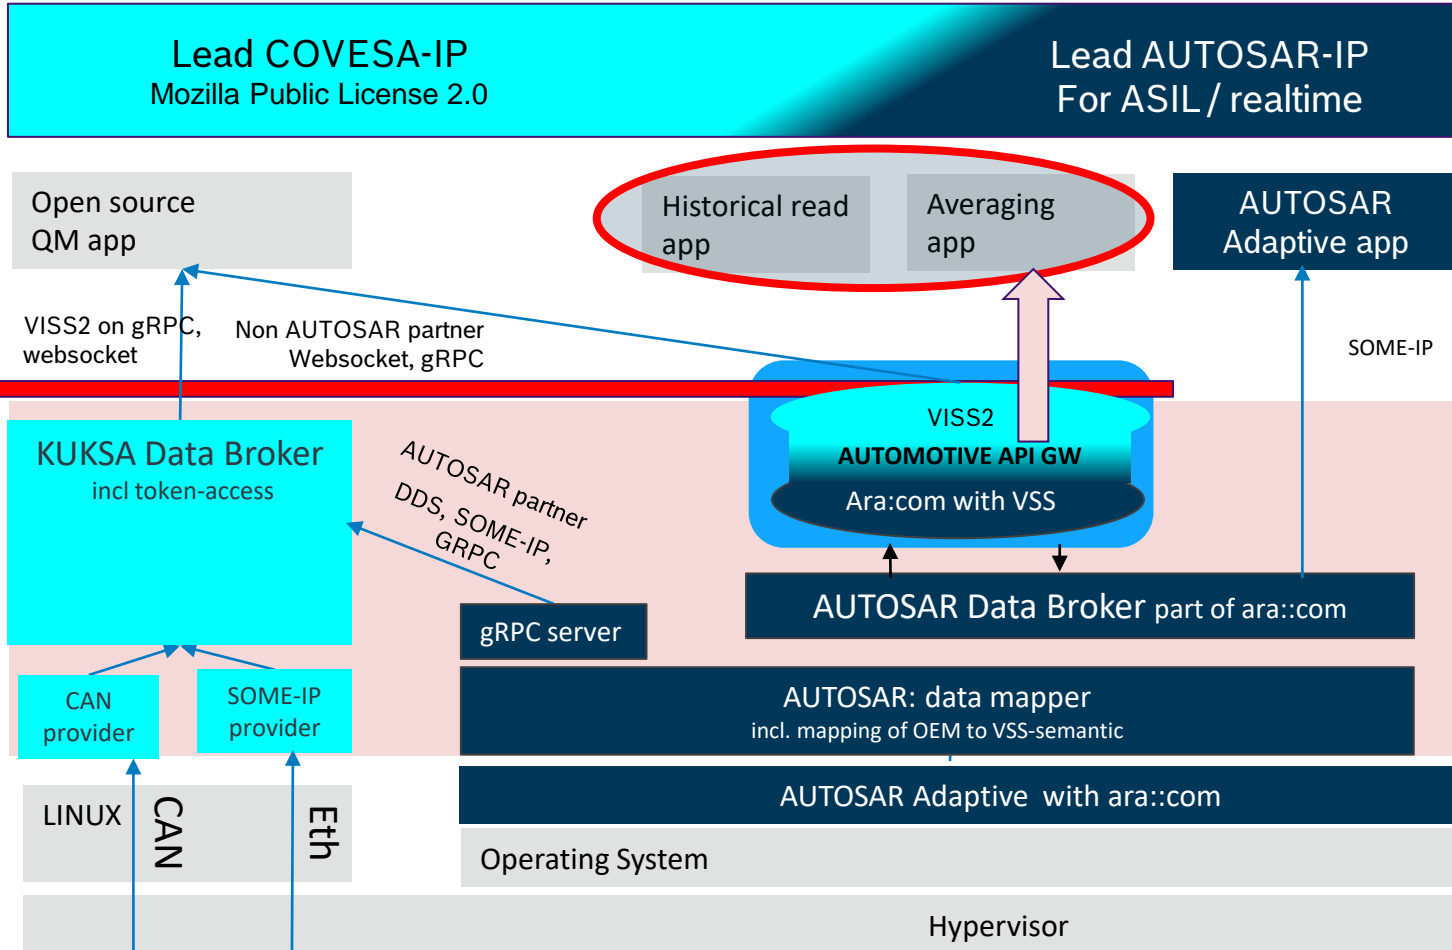 Lead COVESA-IP
Mozilla Public License 2.0
Lead AUTOSAR-IP
For ASIL / realtime
Open source
QM app
Historical read
app
Averaging
app
AUTOSAR
Adaptive app
VISS2 on gRPC,
websocket
Non AUTOSAR partner
Websocket, gRPC
SOME-IP
KUKSA Data Broker
incl token-access
AUTOSAR partner
DDS, SOME-IP,
GRPC
VISS2
AUTOMOTIVE API GW
Ara:com with VSS
gRPC server
AUTOSAR Data Broker part of ara::com
CAN
provider
SOME-IP
provider
AUTOSAR: data mapper
incl. mapping of OEM to VSS-semantic
LINUX
CAN
Eth
AUTOSAR Adaptive with ara::com
Operating System
Hypervisor